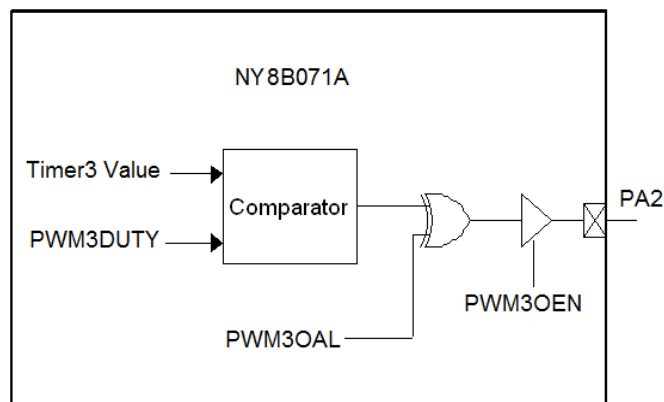 NY8B071A
Timer3 Value
Comparator
PWM3DUTY
PWM3OAL
PWM3OEN
PA2